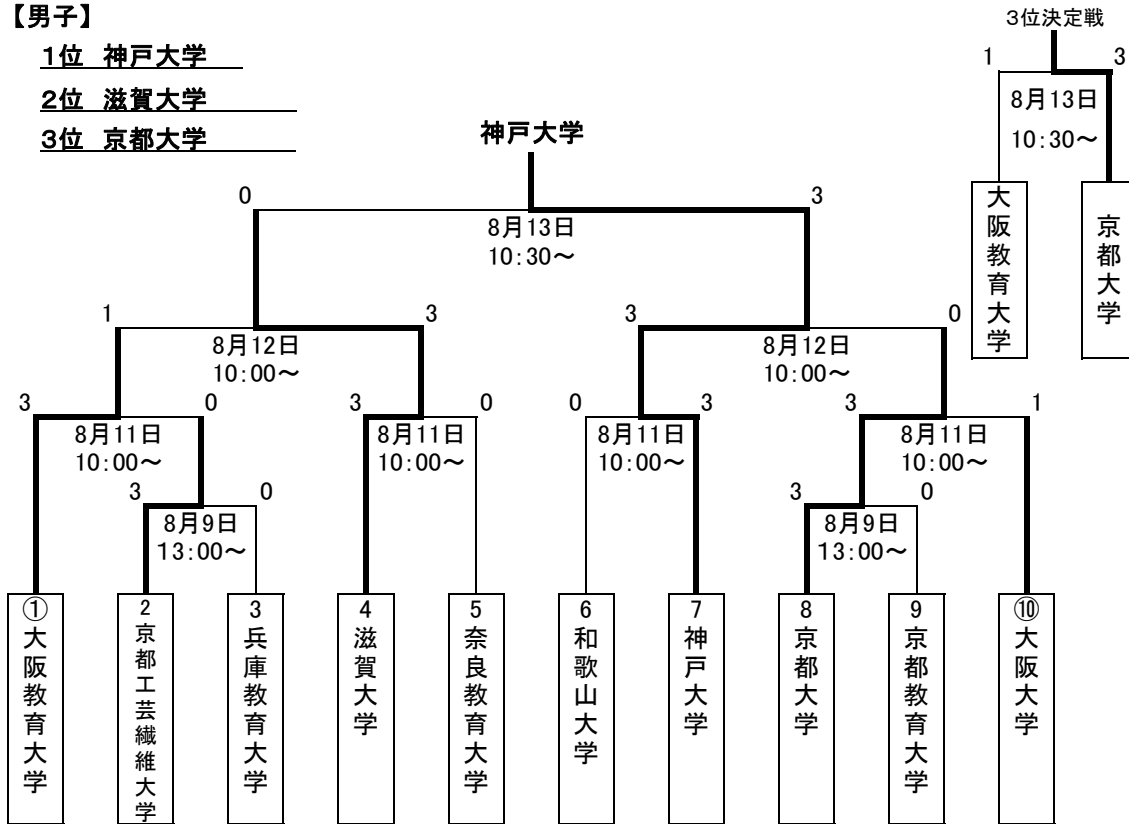 【男子】
1位 神戸大学
2位 滋賀大学
3位 京都大学
3位決定戦
1 3
8月13日
10:30～
大阪教育大学
京都大学
神戸大学
0 3
8月13日
10:30～
1 3
8月12日
10:00～
3 0
8月12日
10:00～
3 0
8月11日
10:00～
3 0
8月11日
10:00～
0 3
8月11日
10:00～
3 1
8月11日
10:00～
3 0
8月9日
13:00～
3 0
8月9日
13:00～
①大阪教育大学
2京都工芸繊維大学
3兵庫教育大学
4滋賀大学
5奈良教育大学
6和歌山大学
7神戸大学
8京都大学
9京都教育大学
⑩大阪大学